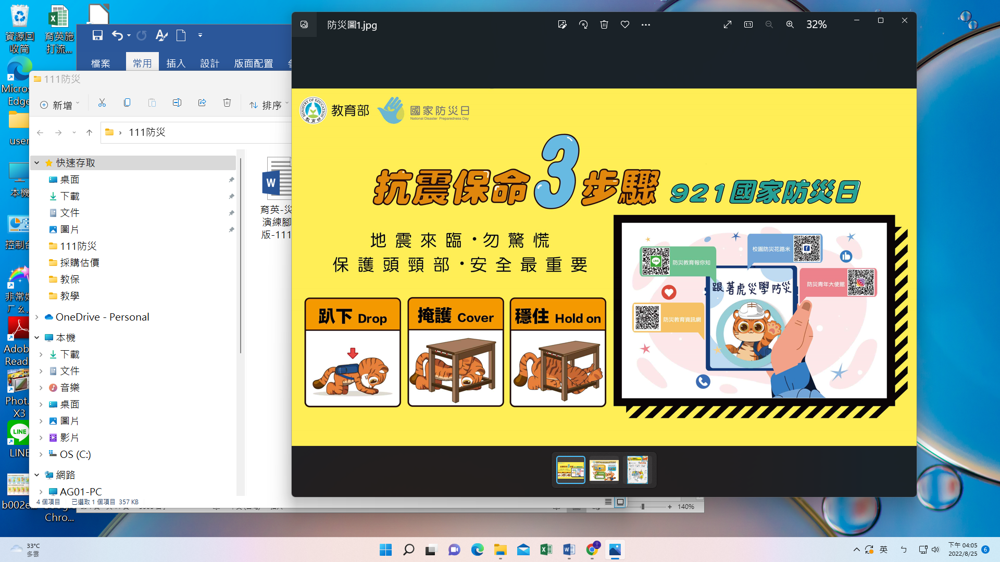 資源回
收筒
育英施
打流...
Micros
Edge
user
本機
控制台
非常好
ㄏㄠ..
Adob
Read
Phot.
X3
LINE
b002e...
Chro...
檔案
常用
插入
設計
版面配置
111防災
新增
排序
111防災
快速存取
桌面
下載
文件
圖片
111防災
採購估價
教保
教學
OneDrive - Personal
本機
下載
文件
音樂
桌面
圖片
影片
OS (C:)
網路
AG01-PC
4 個項目
已選取 1 個項目 357 KB
育英-災
演練腳
版-111
140%
防災圖1.jpg
32%
MINISTRY OF EDUCATION
教育部
教育部
國家防災日
National Disaster Preparedness Day
抗震保命3步驟
921國家防災日
地震來臨·勿驚慌
保護頭頸部·安全最重要
趴下 Drop
掩護 Cover
穩住 Hold on
LINE
防災教育報你知
校園防災花路米
防災青年大使館
防災教育資訊網
跟著虎災學防災
33°C
多雲
英
ㄅ
下午 04:05
2022/8/25
6